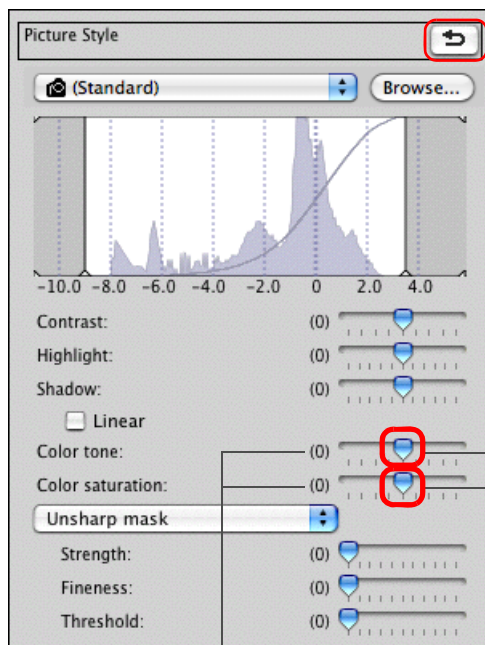 Picture Style
(Standard) Browse...
-10.0 -8.0 -6.0 -4.0 -2.0 0 2.0 4.0
Contrast: (0)
Highlight: (0)
Shadow: (0)
Linear
Color tone: (0)
Color saturation: (0)
Unsharp mask
Strength: (0)
Fineness: (0)
Threshold: (0)